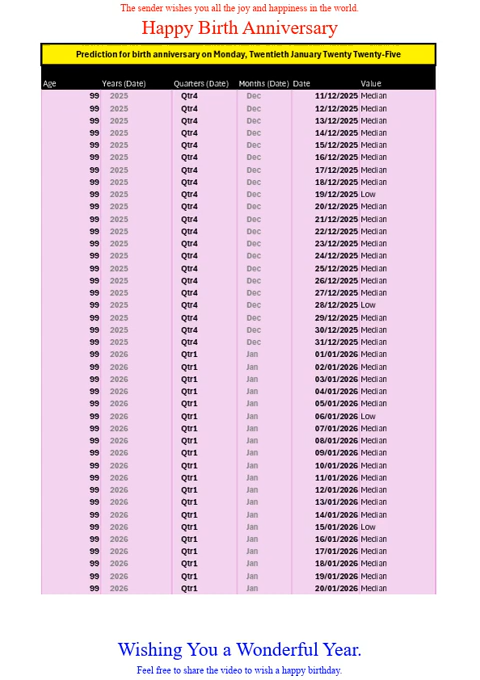 The sender wishes you all the joy and happiness in the world.
Happy Birth Anniversary
Prediction for birth anniversary on Monday, Twentieth January Twenty Twenty-Five
Age Years (Date) Quarters (Date) Months (Date) Date Value
99 2025 Qtr4 Dec 11/12/2025 Median
99 2025 Qtr4 Dec 12/12/2025 Median
99 2025 Qtr4 Dec 13/12/2025 Median
99 2025 Qtr4 Dec 14/12/2025 Median
99 2025 Qtr4 Dec 15/12/2025 Median
99 2025 Qtr4 Dec 16/12/2025 Median
99 2025 Qtr4 Dec 17/12/2025 Median
99 2025 Qtr4 Dec 18/12/2025 Median
99 2025 Qtr4 Dec 19/12/2025 Low
99 2025 Qtr4 Dec 20/12/2025 Median
99 2025 Qtr4 Dec 21/12/2025 Median
99 2025 Qtr4 Dec 22/12/2025 Median
99 2025 Qtr4 Dec 23/12/2025 Median
99 2025 Qtr4 Dec 24/12/2025 Median
99 2025 Qtr4 Dec 25/12/2025 Median
99 2025 Qtr4 Dec 26/12/2025 Median
99 2025 Qtr4 Dec 27/12/2025 Median
99 2025 Qtr4 Dec 28/12/2025 Low
99 2025 Qtr4 Dec 29/12/2025 Median
99 2025 Qtr4 Dec 30/12/2025 Median
99 2025 Qtr4 Dec 31/12/2025 Median
99 2026 Qtr1 Jan 01/01/2026 Median
99 2026 Qtr1 Jan 02/01/2026 Median
99 2026 Qtr1 Jan 03/01/2026 Median
99 2026 Qtr1 Jan 04/01/2026 Median
99 2026 Qtr1 Jan 05/01/2026 Median
99 2026 Qtr1 Jan 06/01/2026 Low
99 2026 Qtr1 Jan 07/01/2026 Median
99 2026 Qtr1 Jan 08/01/2026 Median
99 2026 Qtr1 Jan 09/01/2026 Median
99 2026 Qtr1 Jan 10/01/2026 Median
99 2026 Qtr1 Jan 11/01/2026 Median
99 2026 Qtr1 Jan 12/01/2026 Median
99 2026 Qtr1 Jan 13/01/2026 Median
99 2026 Qtr1 Jan 14/01/2026 Median
99 2026 Qtr1 Jan 15/01/2026 Low
99 2026 Qtr1 Jan 16/01/2026 Median
99 2026 Qtr1 Jan 17/01/2026 Median
99 2026 Qtr1 Jan 18/01/2026 Median
99 2026 Qtr1 Jan 19/01/2026 Median
99 2026 Qtr1 Jan 20/01/2026 Median
Wishing You a Wonderful Year.
Feel free to share the video to wish a happy birthday.